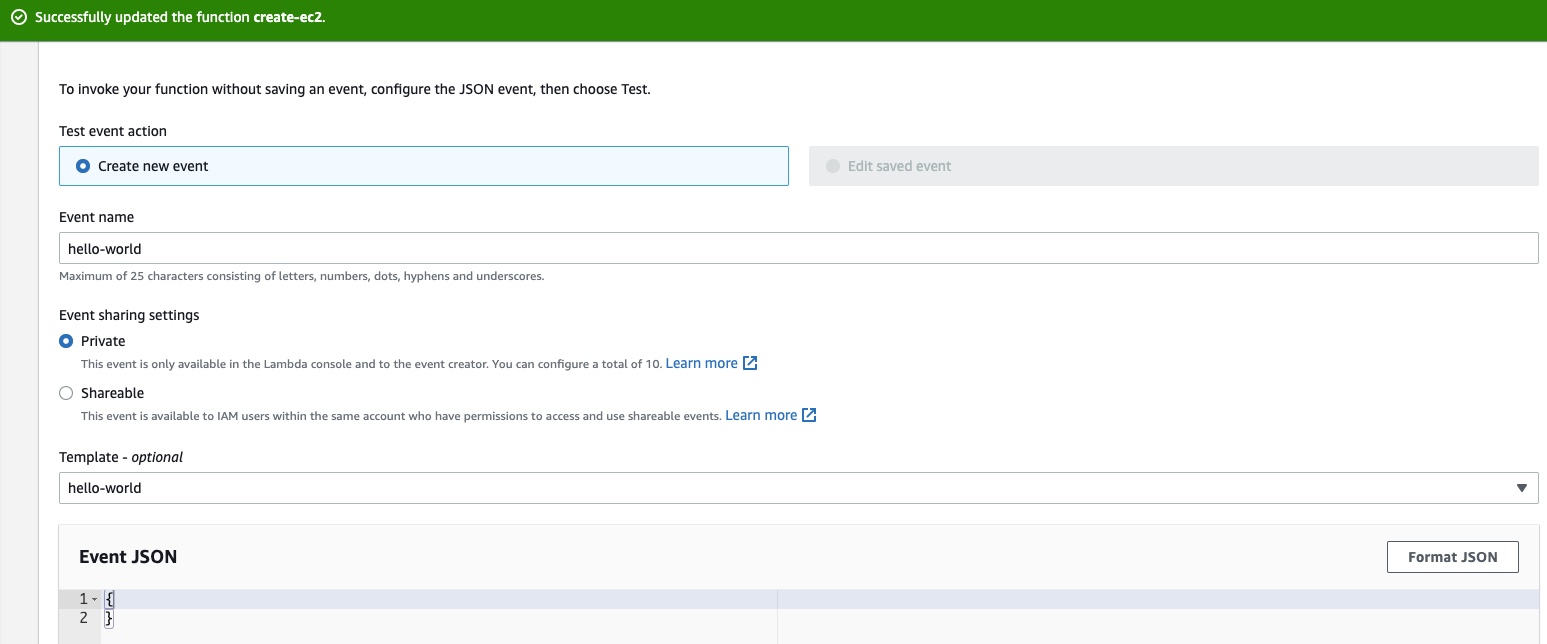 Successfully updated the function create-ec2.
To invoke your function without saving an event, configure the JSON event, then choose Test.
Test event action
Create new event
Edit saved event
Event name
hello-world
Maximum of 25 characters consisting of letters, numbers, dots, hyphens and underscores.
Event sharing settings
Private
This event is only available in the Lambda console and to the event creator. You can configure a total of 10. Learn more
Shareable
This event is available to IAM users within the same account who have permissions to access and use shareable events. Learn more
Template - optional
hello-world
Event JSON
Format JSON
1 {
2 }